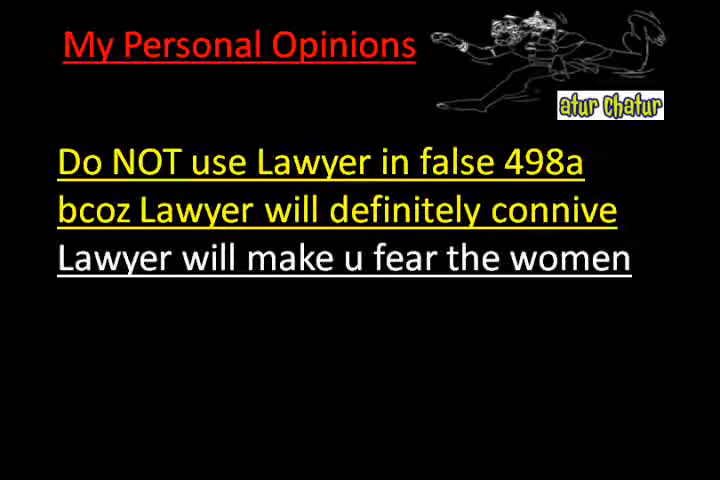 My Personal Opinions
atur chatur
Do NOT use Lawyer in false 498a
bcoz Lawyer will definitely connive
Lawyer will make u fear the women